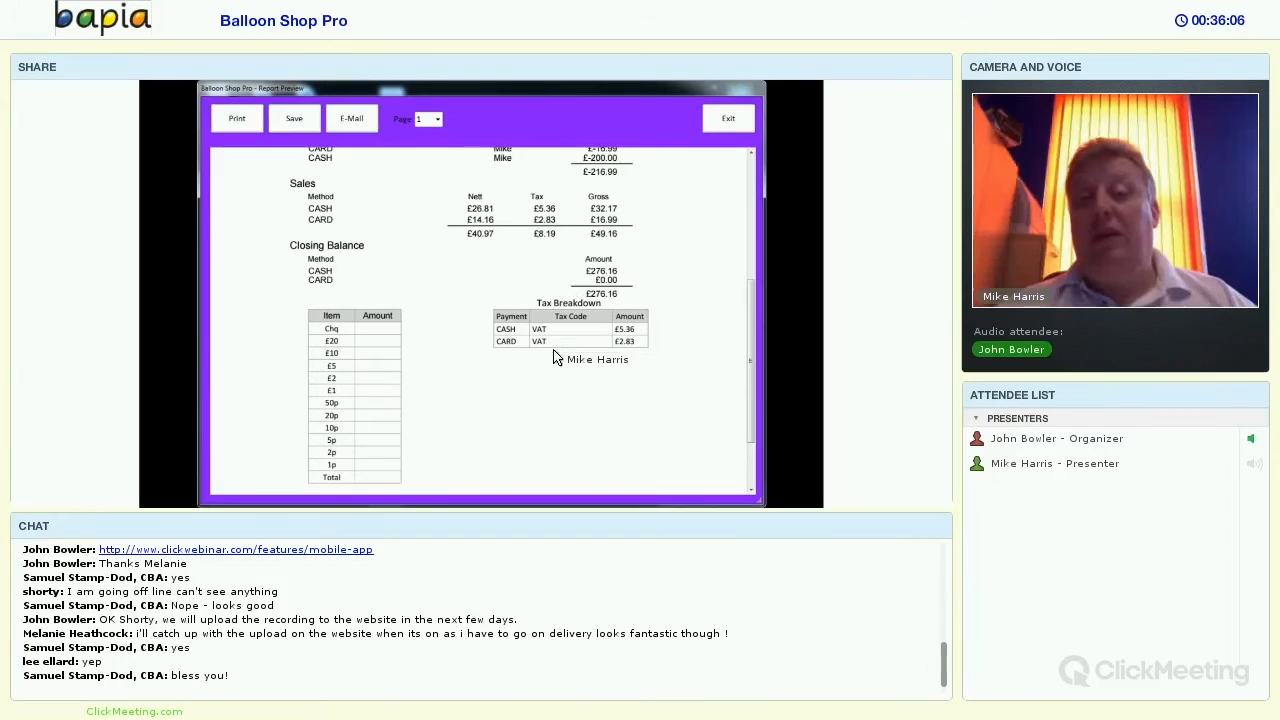 bapia
Balloon Shop Pro
00:36:06
SHARE
Balloon Shop Pro - Report Preview
Print Save E-Mail Page 1 Exit
CARD Mike £-16.99
CASH Mike £-200.00
£-216.99
Sales
Method Nett Tax Gross
CASH £26.81 £5.36 £32.17
CARD £14.16 £2.83 £16.99
£40.97 £8.19 £49.16
Closing Balance
Method Amount
CASH £276.16
CARD £0.00
£276.16
Tax Breakdown
Payment Tax Code Amount
CASH VAT £5.36
CARD VAT £2.83
Mike Harris
Item Amount
Chq
£20
£10
£5
£2
£1
50p
20p
10p
5p
2p
1p
Total
CAMERA AND VOICE
Mike Harris
Audio attendee:
John Bowler
ATTENDEE LIST
PRESENTERS
John Bowler - Organizer
Mike Harris - Presenter
CHAT
John Bowler: http://www.clickwebinar.com/features/mobile-app
John Bowler: Thanks Melanie
Samuel Stamp-Dod, CBA: yes
shorty: I am going off line can't see anything
Samuel Stamp-Dod, CBA: Nope - looks good
John Bowler: OK Shorty, we will upload the recording to the website in the next few days.
Melanie Heathcock: i'll catch up with the upload on the website when its on as i have to go on delivery looks fantastic though !
Samuel Stamp-Dod, CBA: yes
lee ellard: yep
Samuel Stamp-Dod, CBA: bless you!
ClickMeeting
ClickMeeting.com